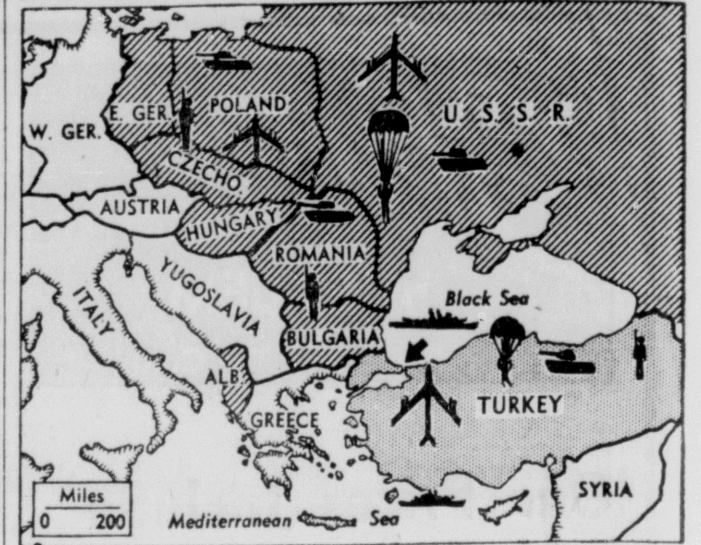 U. S. S. R.
POLAND
E. GER.
W. GER.
CZECHO
AUSTRIA
HUNGARY
ROMANIA
YUGOSLAVIA
ITALY
Black Sea
BULGARIA
ALB.
TURKEY
GREECE
SYRIA
Miles
0 200
Mediterranean Sea